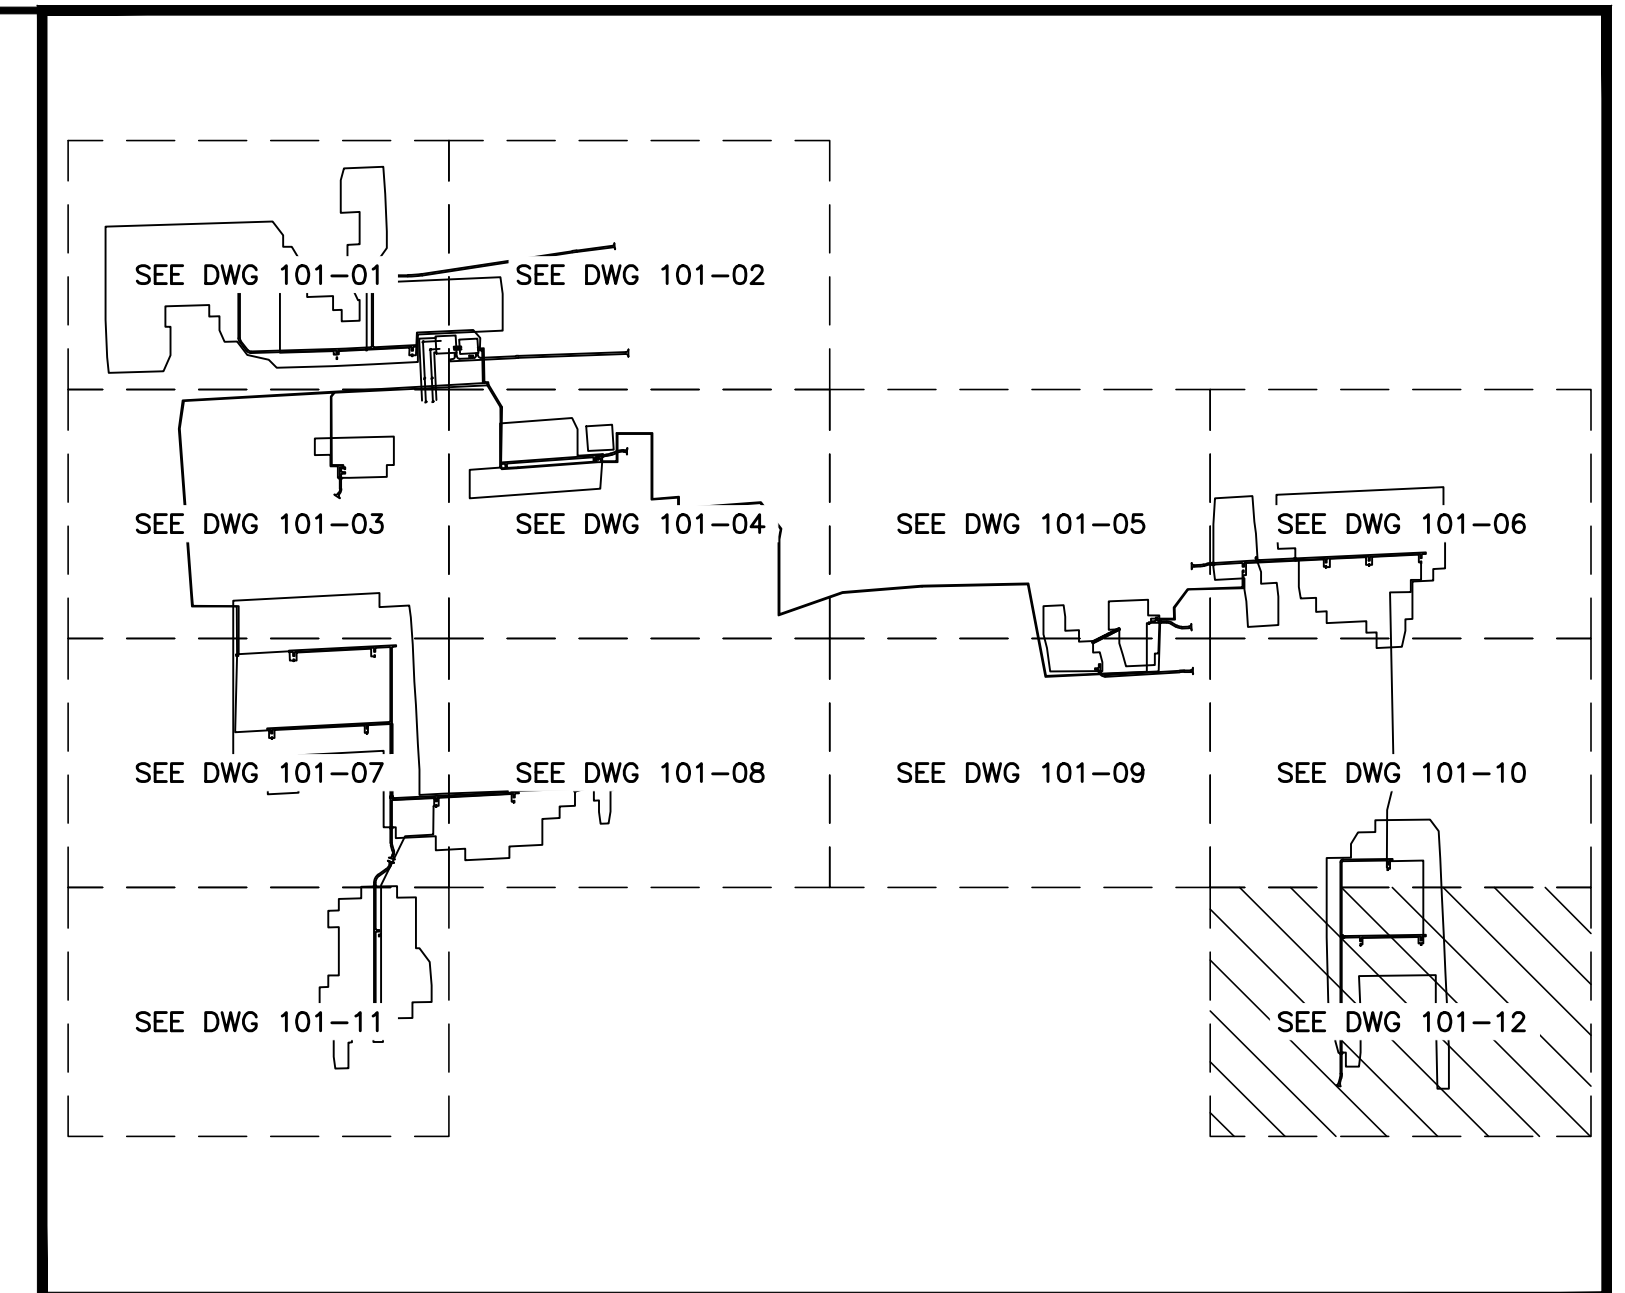 SEE DWG 101-01
SEE DWG 101-02
SEE DWG 101-03
SEE DWG 101-04
SEE DWG 101-05
SEE DWG 101-06
SEE DWG 101-07
SEE DWG 101-08
SEE DWG 101-09
SEE DWG 101-10
SEE DWG 101-11
SEE DWG 101-12